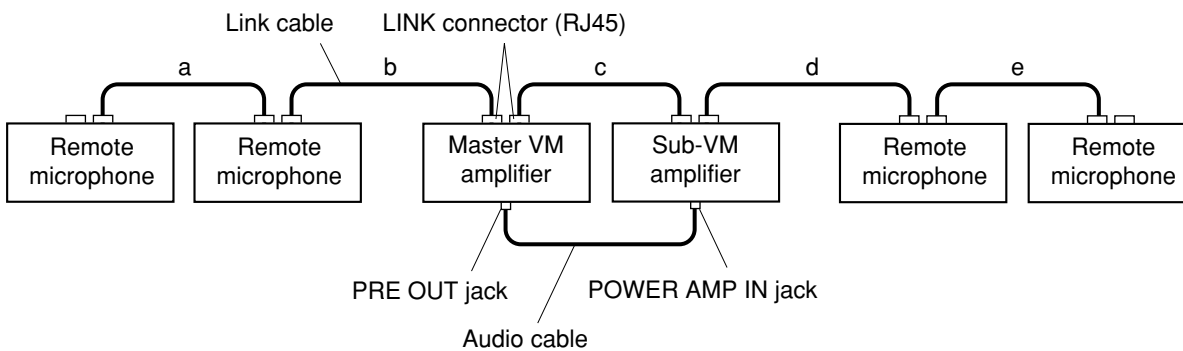 Link cable
LINK connector (RJ45)
a
b
c
d
e
Remote
microphone
Remote
microphone
Master VM
amplifier
Sub-VM
amplifier
Remote
microphone
Remote
microphone
PRE OUT jack
POWER AMP IN jack
Audio cable